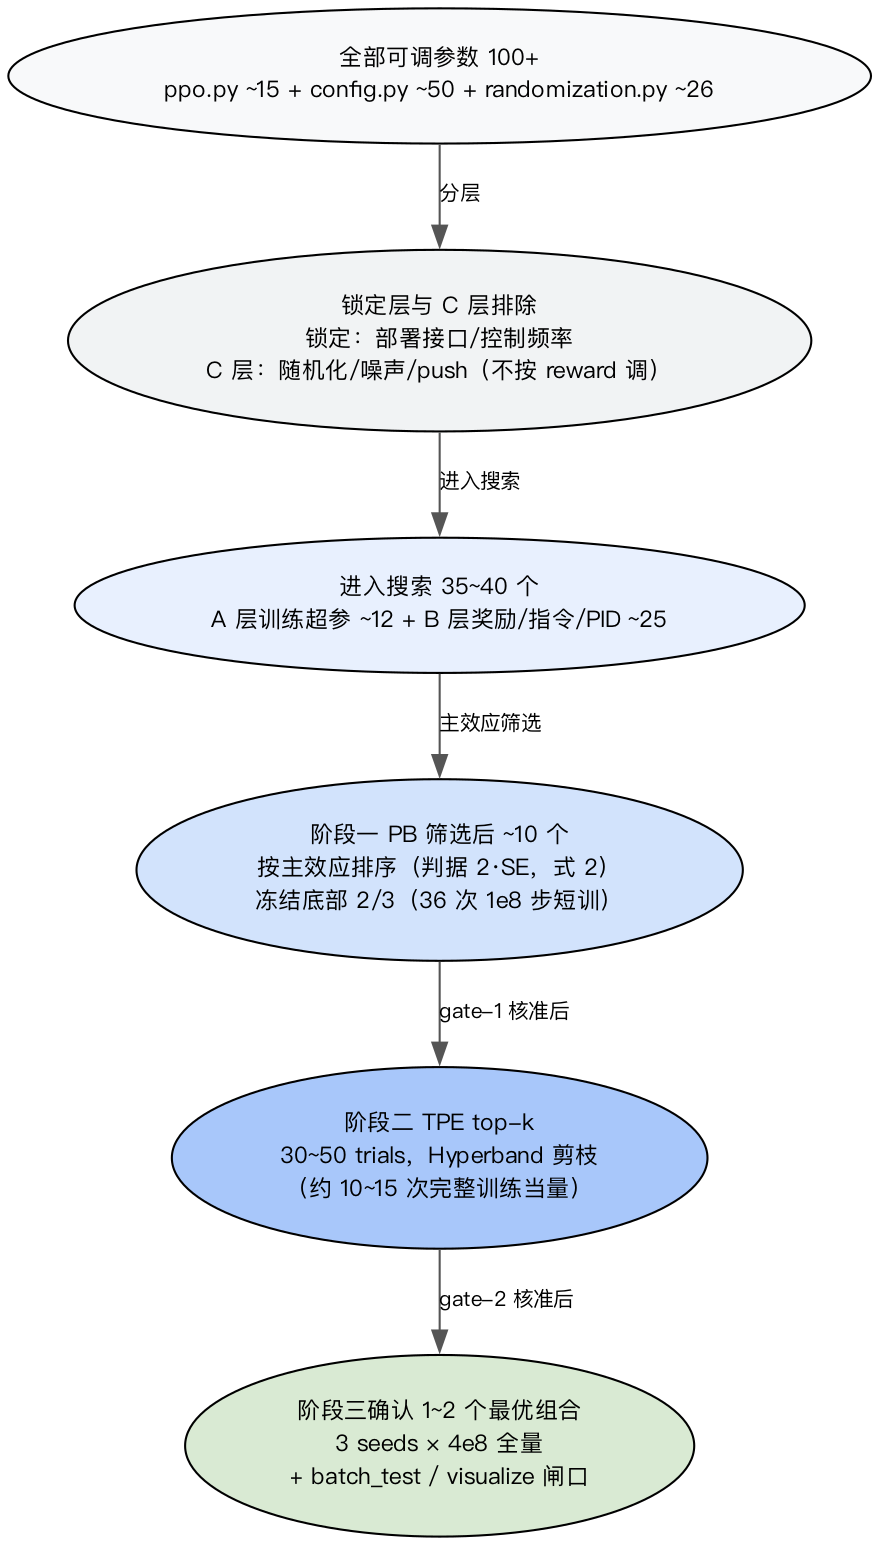 全部可调参数 100+
ppo.py ~15 + config.py ~50 + randomization.py ~26
分层
锁定层与 C 层排除
锁定：部署接口/控制频率
C 层：随机化/噪声/push（不按 reward 调）
进入搜索
进入搜索 35~40 个
A 层训练超参 ~12 + B 层奖励/指令/PID ~25
主效应筛选
阶段一 PB 筛选后 ~10 个
按主效应排序（判据 2·SE，式 2）
冻结底部 2/3（36 次 1e8 步短训）
gate-1 核准后
阶段二 TPE top-k
30~50 trials，Hyperband 剪枝
（约 10~15 次完整训练当量）
gate-2 核准后
阶段三确认 1~2 个最优组合
3 seeds × 4e8 全量
+ batch_test / visualize 闸口